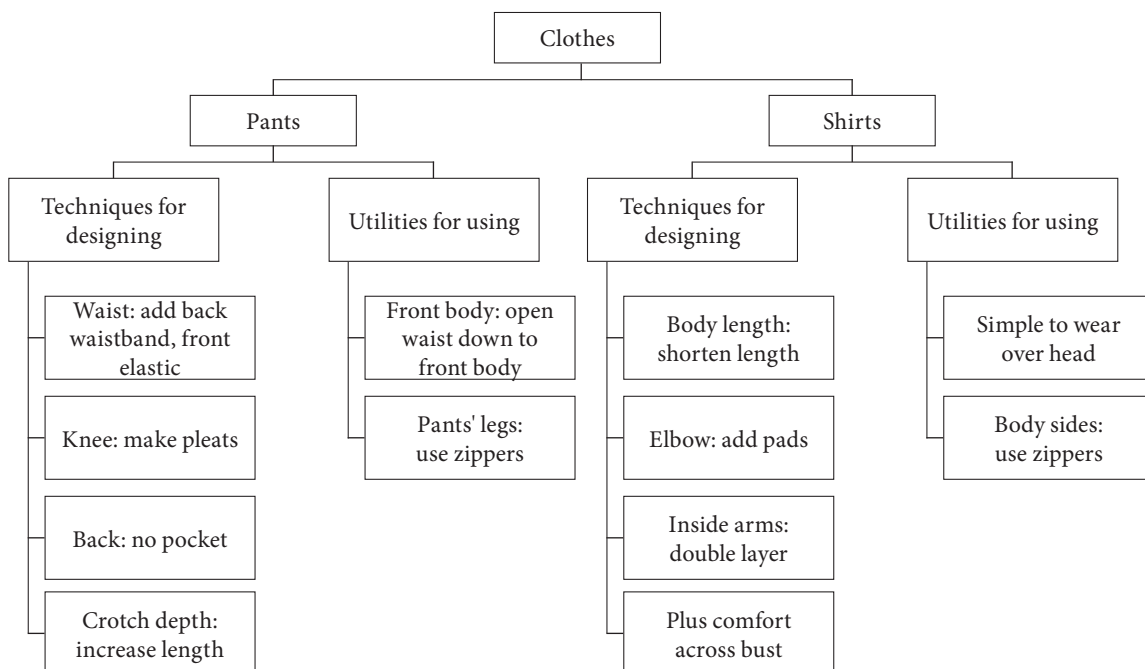 Clothes
Pants
Shirts
Techniques for
designing
Utilities for using
Techniques for
designing
Utilities for using
Waist: add back
waistband, front
elastic
Knee: make pleats
Back: no pocket
Crotch depth:
increase length
Front body: open
waist down to
front body
Pants' legs:
use zippers
Body length:
shorten length
Elbow: add pads
Inside arms:
double layer
Plus comfort
across bust
Simple to wear
over head
Body sides:
use zippers